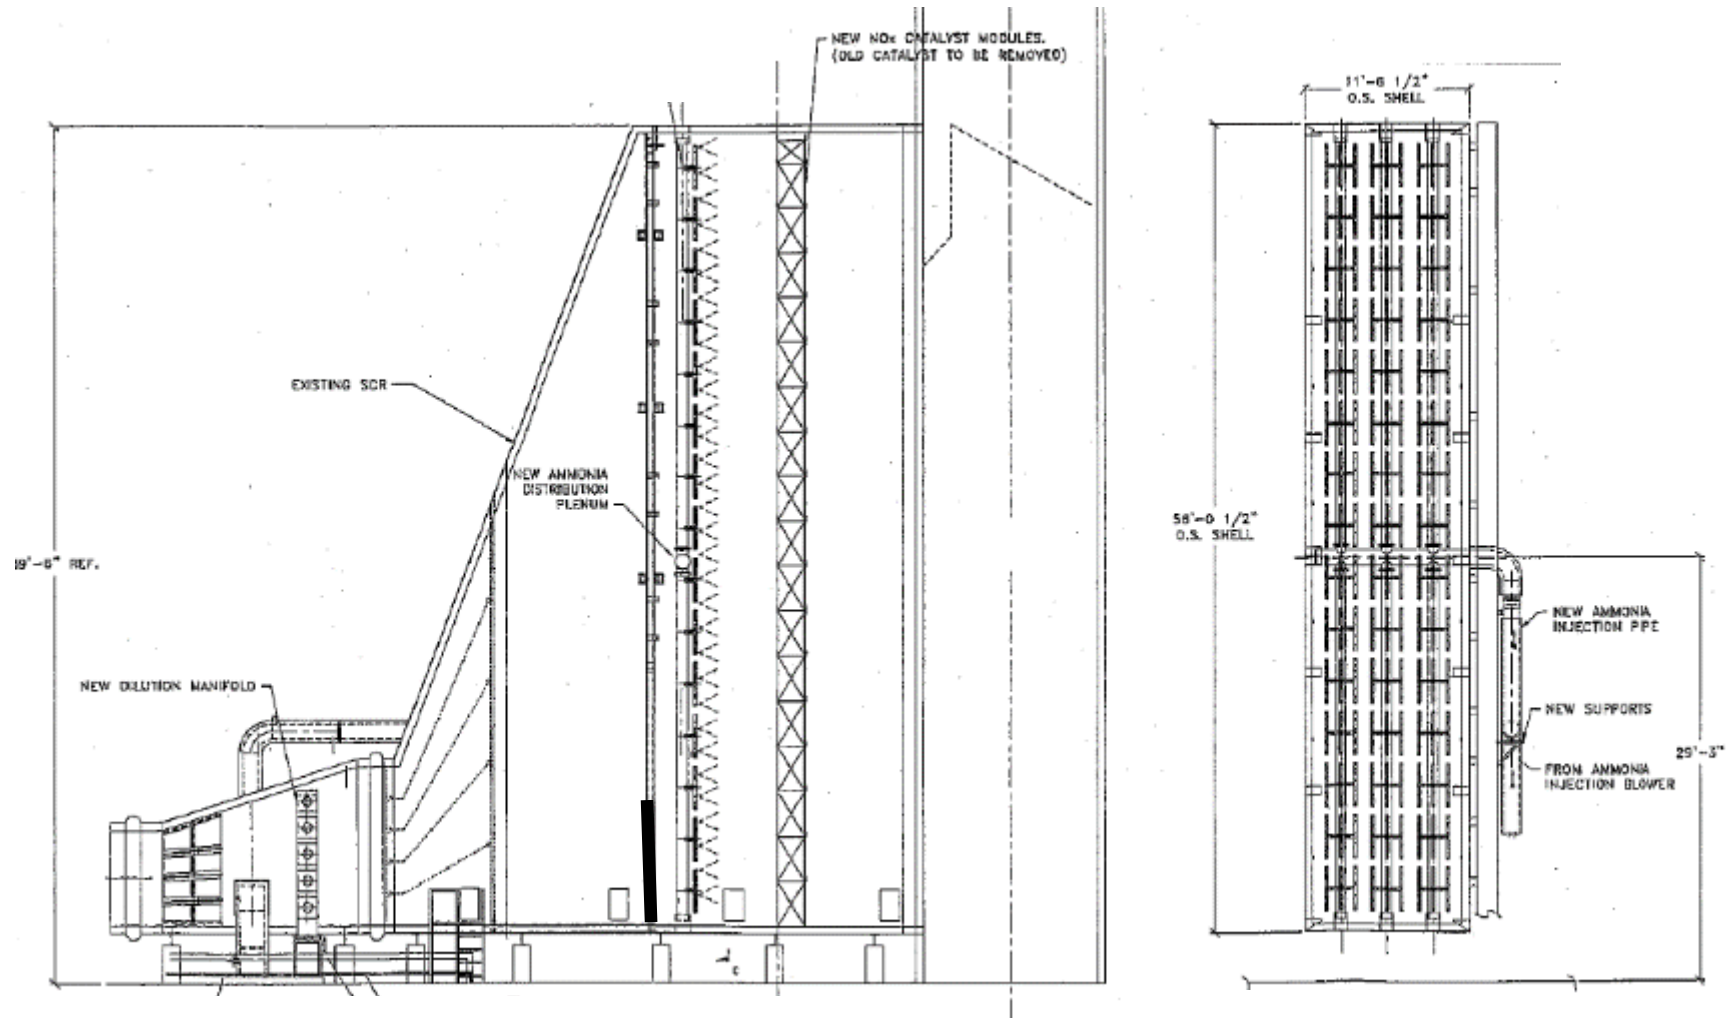 NEW NOx CATALYST MODULES.
(OLD CATALYST TO BE REMOVED)
EXISTING SCR
NEW AMMONIA
DISTRIBUTION
PLENUM
9'-6" REF.
NEW DILUTION MANIFOLD
C
11'-6 1/2"
O.S. SHELL
56'-0 1/2"
O.S. SHELL
NEW AMMONIA
INJECTION PIPE
NEW SUPPORTS
29'-3"
FROM AMMONIA
INJECTION BLOWER